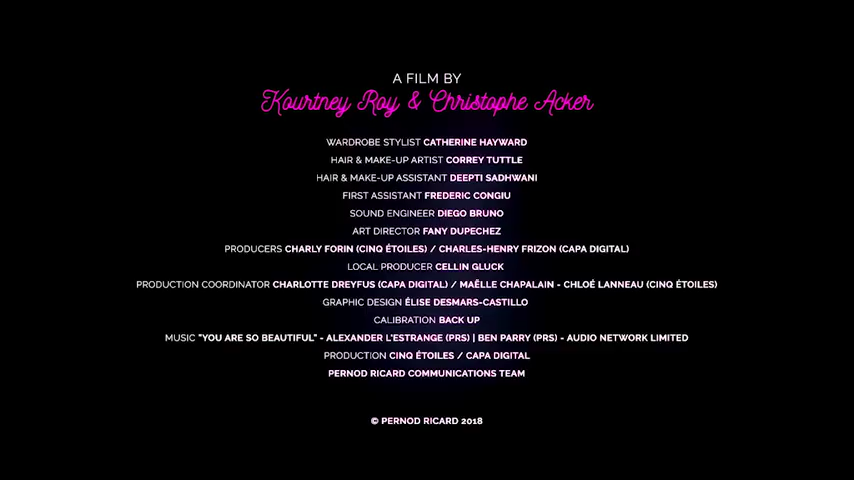 A FILM BY
Kourtney Roy & Christophe Acker
WARDROBE STYLIST CATHERINE HAYWARD
HAIR & MAKE-UP ARTIST CORREY TUTTLE
HAIR & MAKE-UP ASSISTANT DEEPTI SADHWANI
FIRST ASSISTANT FREDERIC CONGIU
SOUND ENGINEER DIEGO BRUNO
ART DIRECTOR FANY DUPECHEZ
PRODUCERS CHARLY FORIN (CINQ ÉTOILES) / CHARLES-HENRY FRIZON (CAPA DIGITAL)
LOCAL PRODUCER CELLIN GLUCK
PRODUCTION COORDINATOR CHARLOTTE DREYFUS (CAPA DIGITAL) / MAËLLE CHAPALAIN - CHLOÉ LANNEAU (CINQ ÉTOILES)
GRAPHIC DESIGN ÉLISE DESMARS-CASTILLO
CALIBRATION BACK UP
MUSIC "YOU ARE SO BEAUTIFUL" - ALEXANDER L'ESTRANGE (PRS) | BEN PARRY (PRS) - AUDIO NETWORK LIMITED
PRODUCTION CINQ ÉTOILES / CAPA DIGITAL
PERNOD RICARD COMMUNICATIONS TEAM
© PERNOD RICARD 2018